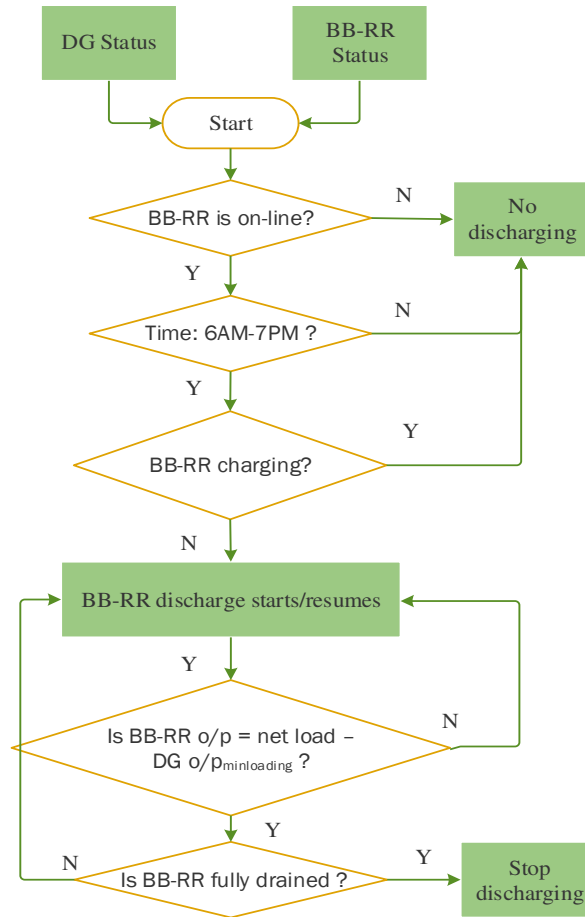 DG Status
BB-RR
Status
Start
BB-RR is on-line?
N
No
discharging
Y
Time: 6AM-7PM ?
N
Y
BB-RR charging?
Y
N
BB-RR discharge starts/resumes
Y
Is BB-RR o/p = net load –
DG o/pminloading ?
N
Y
N
Is BB-RR fully drained ?
Y
Stop
discharging